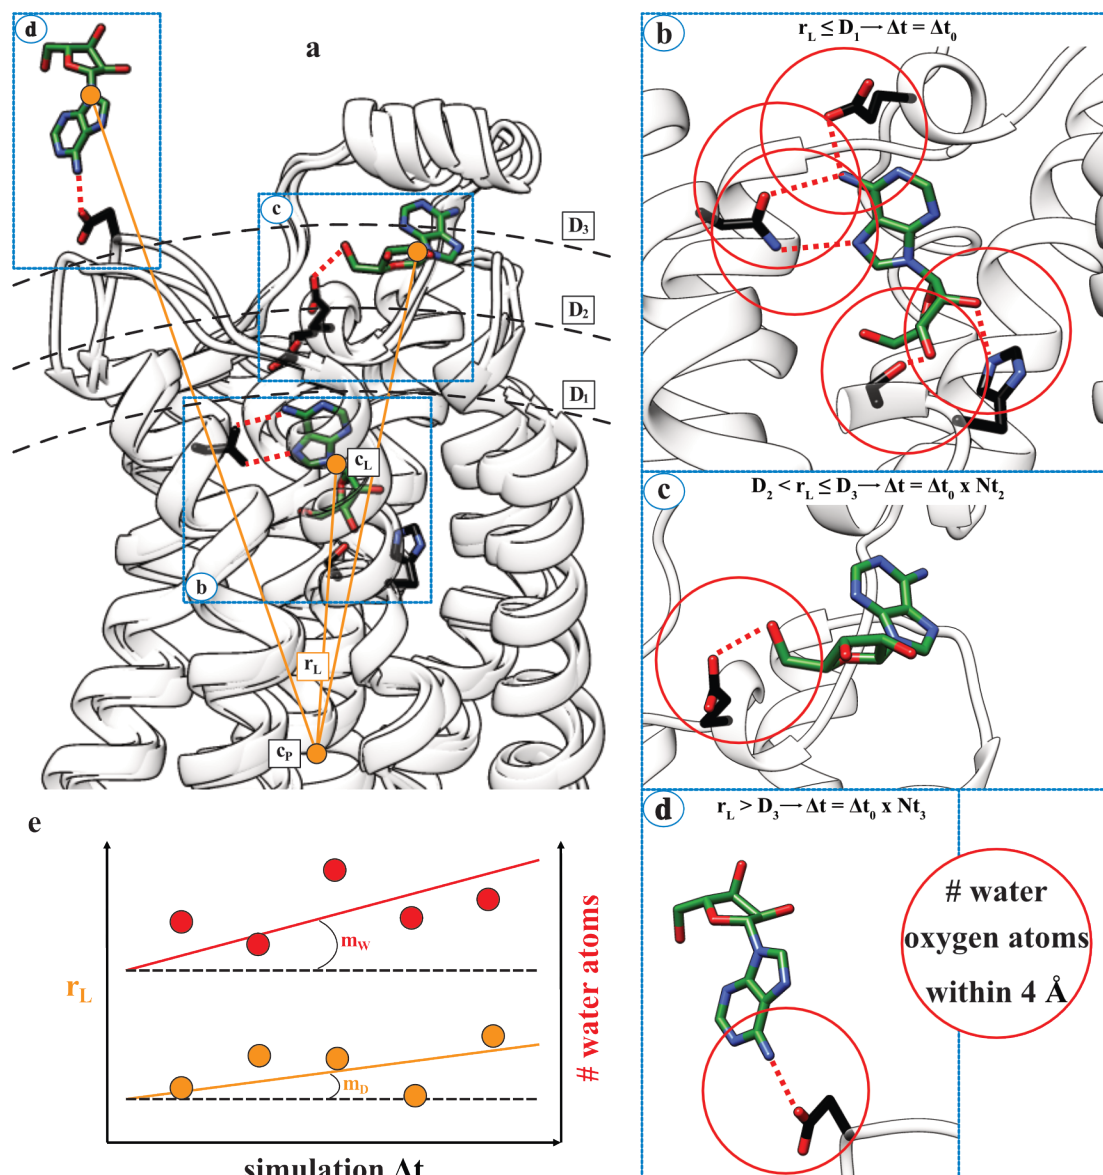 d
a
c
D3
D2
D1
cL
b
rL
cP
b
rL ≤ D1→ Δt = Δt0
c
D2 < rL ≤ D3→ Δt = Δt0 x Nt2
d
rL > D3→ Δt = Δt0 x Nt3
# water
oxygen atoms
within 4 Å
e
mW
rL
mD
# water atoms
simulation Δt